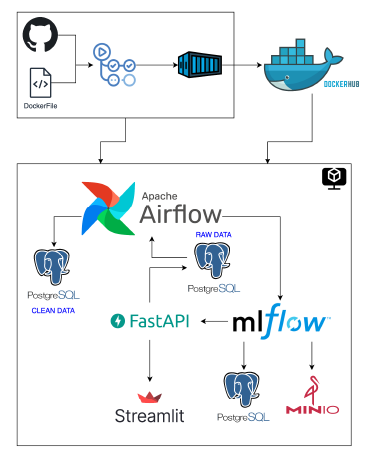 DockerFile
DOCKERHUB
Apache
Airflow
RAW DATA
PostgreSQL
PostgreSQL
CLEAN DATA
FastAPI
mlflow
Streamlit
PostgreSQL
MINIO